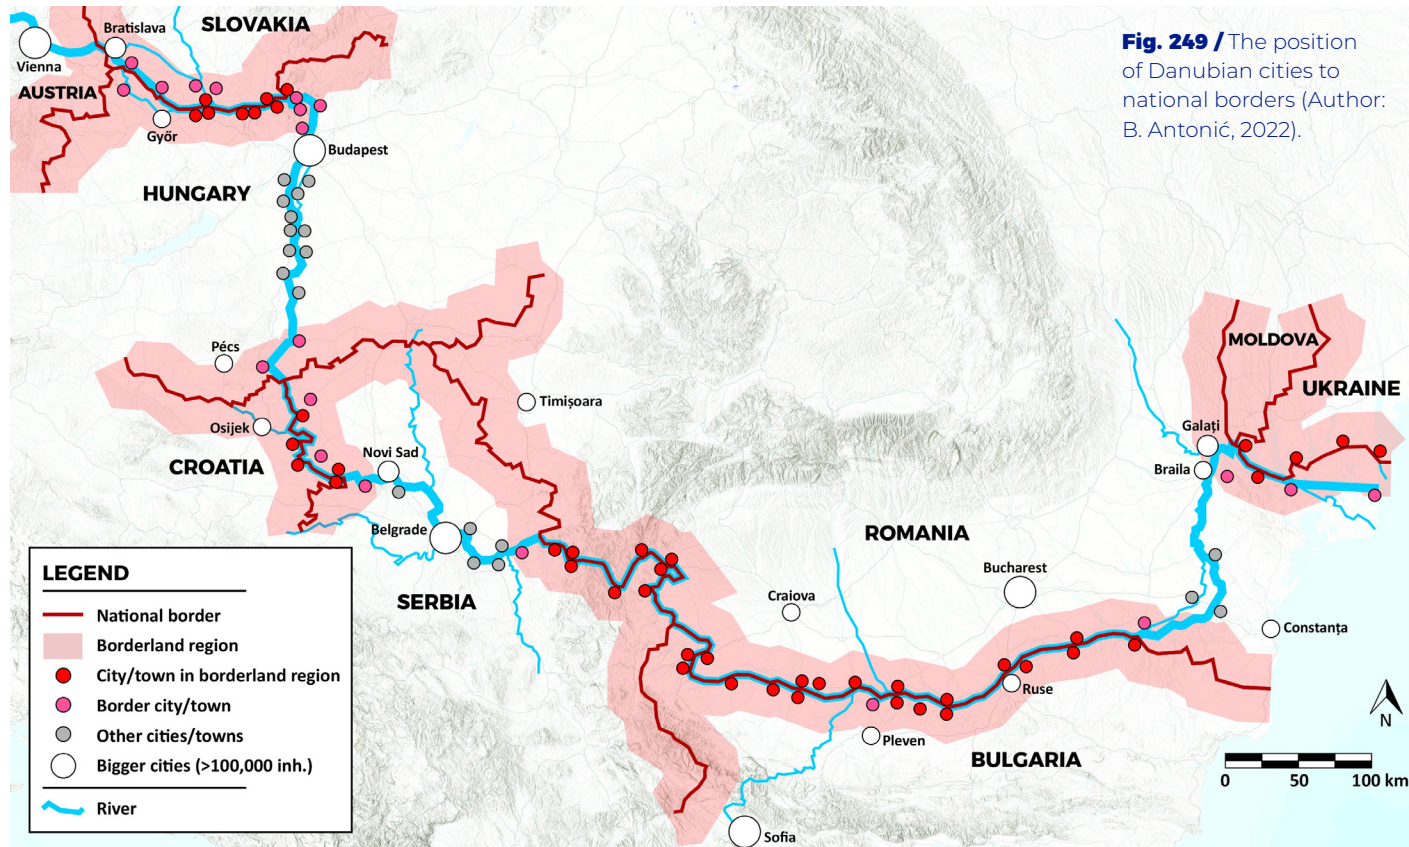 Fig. 249 / The position
of Danubian cities to
national borders (Author:
B. Antonić, 2022).
SLOVAKIA
Bratislava
Vienna
AUSTRIA
Győr
Budapest
HUNGARY
Pécs
Osijek
CROATIA
Novi Sad
Timișoara
Belgrade
SERBIA
ROMANIA
Bucharest
Craiova
Constanța
MOLDOVA
UKRAINE
Galați
Braila
Ruse
Pleven
BULGARIA
Sofia
LEGEND
National border
Borderland region
City/town in borderland region
Border city/town
Other cities/towns
Bigger cities (>100,000 inh.)
River
N
0 50 100 km